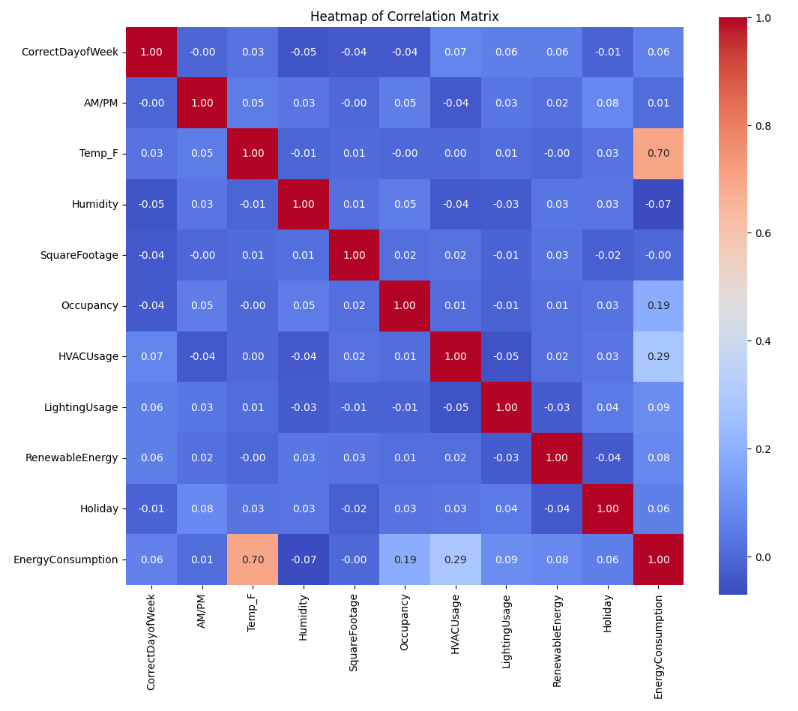 Heatmap of Correlation Matrix
CorrectDayofWeek 1.00 -0.00 0.03 -0.05 -0.04 -0.04 0.07 0.06 0.06 -0.01 0.06
AM/PM -0.00 1.00 0.05 0.03 -0.00 0.05 -0.04 0.03 0.02 0.08 0.01
Temp_F 0.03 0.05 1.00 -0.01 0.01 -0.00 0.00 0.01 -0.00 0.03 0.70
Humidity -0.05 0.03 -0.01 1.00 0.01 0.05 -0.04 -0.03 0.03 0.03 -0.07
SquareFootage -0.04 -0.00 0.01 0.01 1.00 0.02 0.02 -0.01 0.03 -0.02 -0.00
Occupancy -0.04 0.05 -0.00 0.05 0.02 1.00 0.01 -0.01 0.01 0.03 0.19
HVACUsage 0.07 -0.04 0.00 -0.04 0.02 0.01 1.00 -0.05 0.02 0.03 0.29
LightingUsage 0.06 0.03 0.01 -0.03 -0.01 -0.01 -0.05 1.00 -0.03 0.04 0.09
RenewableEnergy 0.06 0.02 -0.00 0.03 0.03 0.01 0.02 -0.03 1.00 -0.04 0.08
Holiday -0.01 0.08 0.03 0.03 -0.02 0.03 0.03 0.04 -0.04 1.00 0.06
EnergyConsumption 0.06 0.01 0.70 -0.07 -0.00 0.19 0.29 0.09 0.08 0.06 1.00
CorrectDayofWeek
AM/PM
Temp_F
Humidity
SquareFootage
Occupancy
HVACUsage
LightingUsage
RenewableEnergy
Holiday
EnergyConsumption
1.0
0.8
0.6
0.4
0.2
0.0